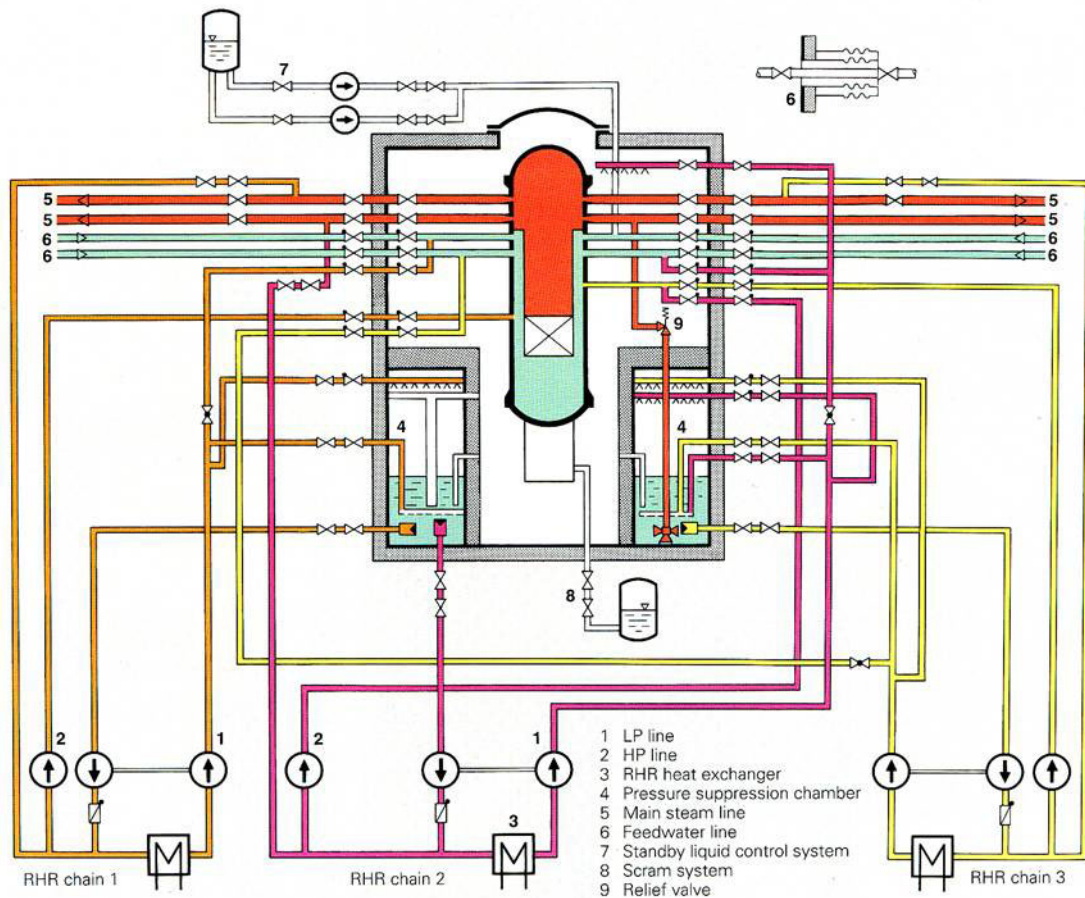 7
6
5
5
5
5
6
6
6
6
9
4
4
8
2
1
2
1
3
1 LP line
2 HP line
3 RHR heat exchanger
4 Pressure suppression chamber
5 Main steam line
6 Feedwater line
7 Standby liquid control system
8 Scram system
9 Relief valve
RHR chain 1
RHR chain 2
RHR chain 3